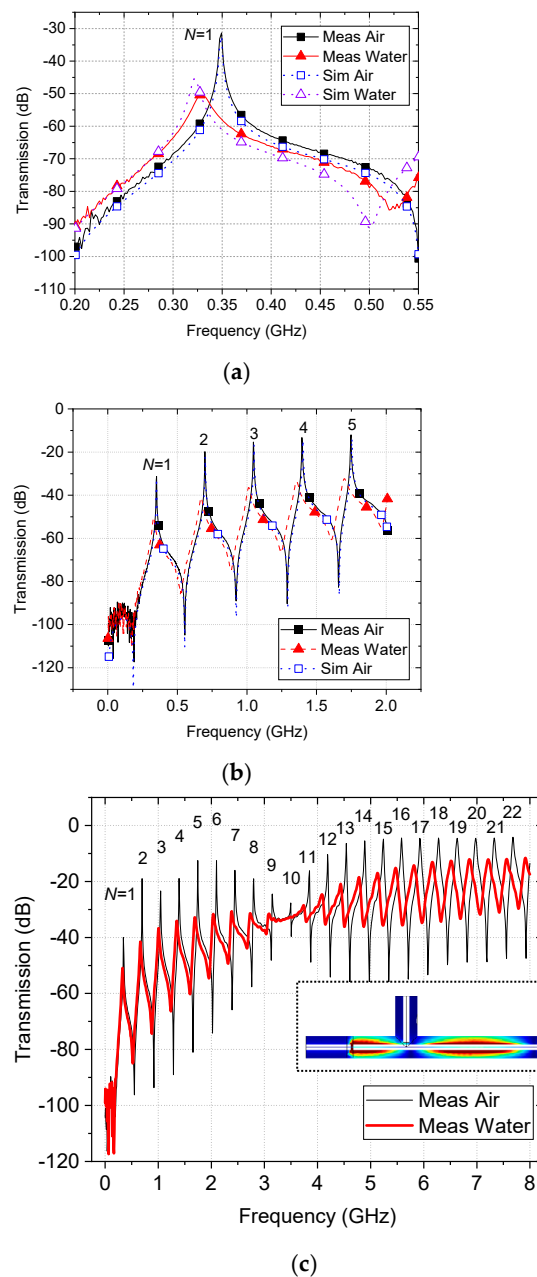 N=1
Meas Air
Meas Water
Sim Air
Sim Water
Transmission (dB)
-30
-40
-50
-60
-70
-80
-90
-100
-110
0.20 0.25 0.30 0.35 0.40 0.45 0.50 0.55
Frequency (GHz)
(a)
N=1 2 3 4 5
Transmission (dB)
0
-20
-40
-60
-80
-100
-120
Meas Air
Meas Water
Sim Air
0.0 0.5 1.0 1.5 2.0
Frequency (GHz)
(b)
N=1 2 3 4 5 6 7 8 9 10 11 12 13 14 15 16 17 18 19 20 21 22
Transmission (dB)
0
-20
-40
-60
-80
-100
-120
Meas Air
Meas Water
0 1 2 3 4 5 6 7 8
Frequency (GHz)
(c)